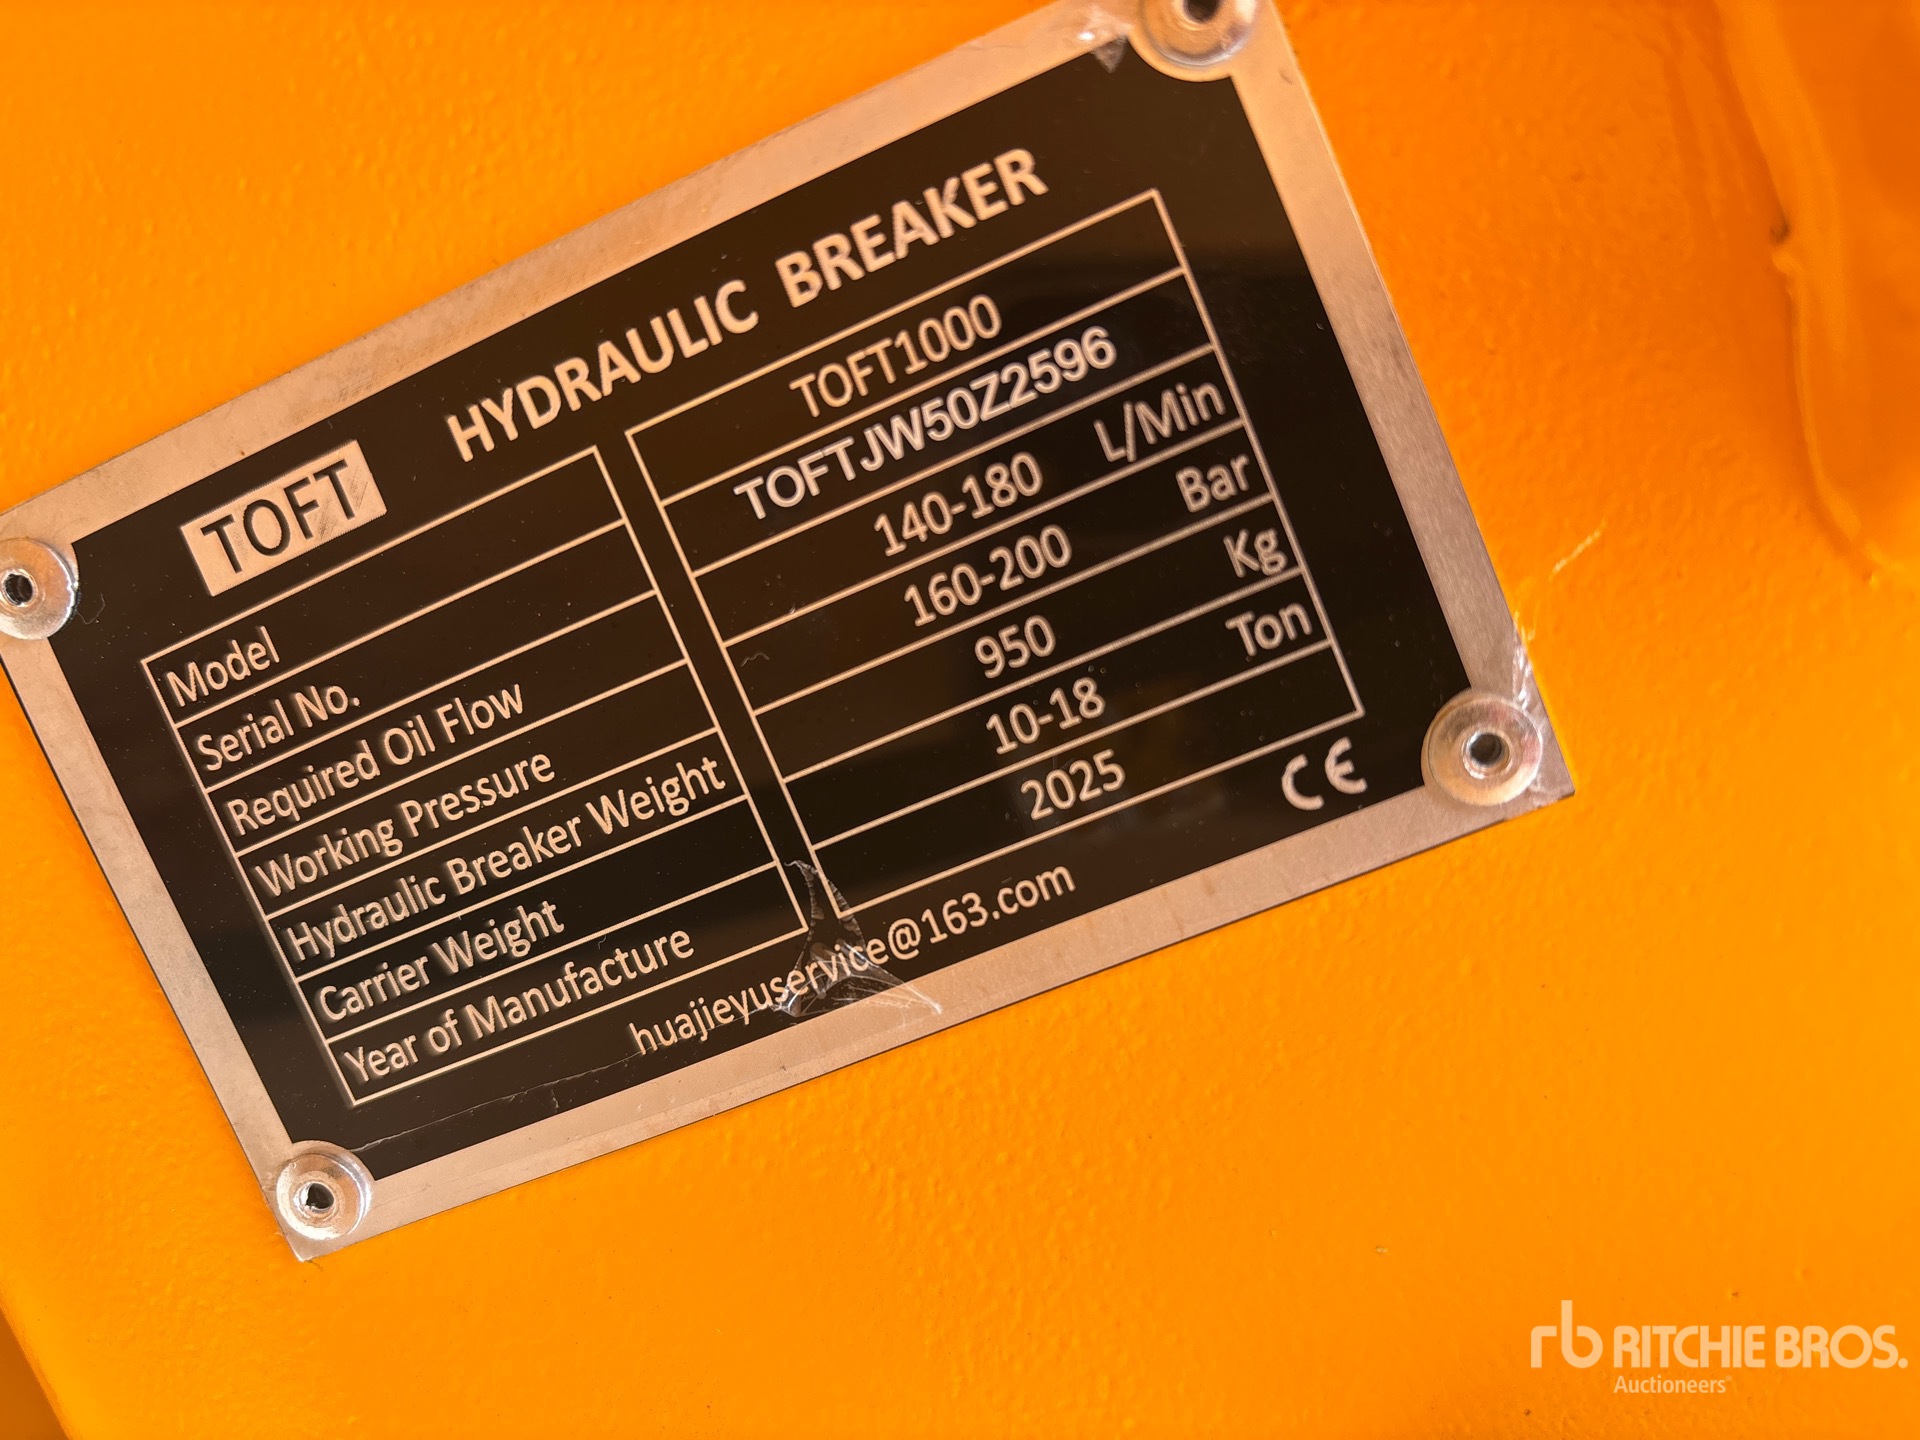 TOFT HYDRAULIC BREAKER
Model TOFT1000
Serial No. TOFTJW50Z2596
Required Oil Flow 140-180 L/Min
Working Pressure 160-200 Bar
Hydraulic Breaker Weight 950 Kg
Carrier Weight 10-18 Ton
Year of Manufacture 2025
huajieyuservice@163.com CE
rb RITCHIE BROS.
Auctioneers